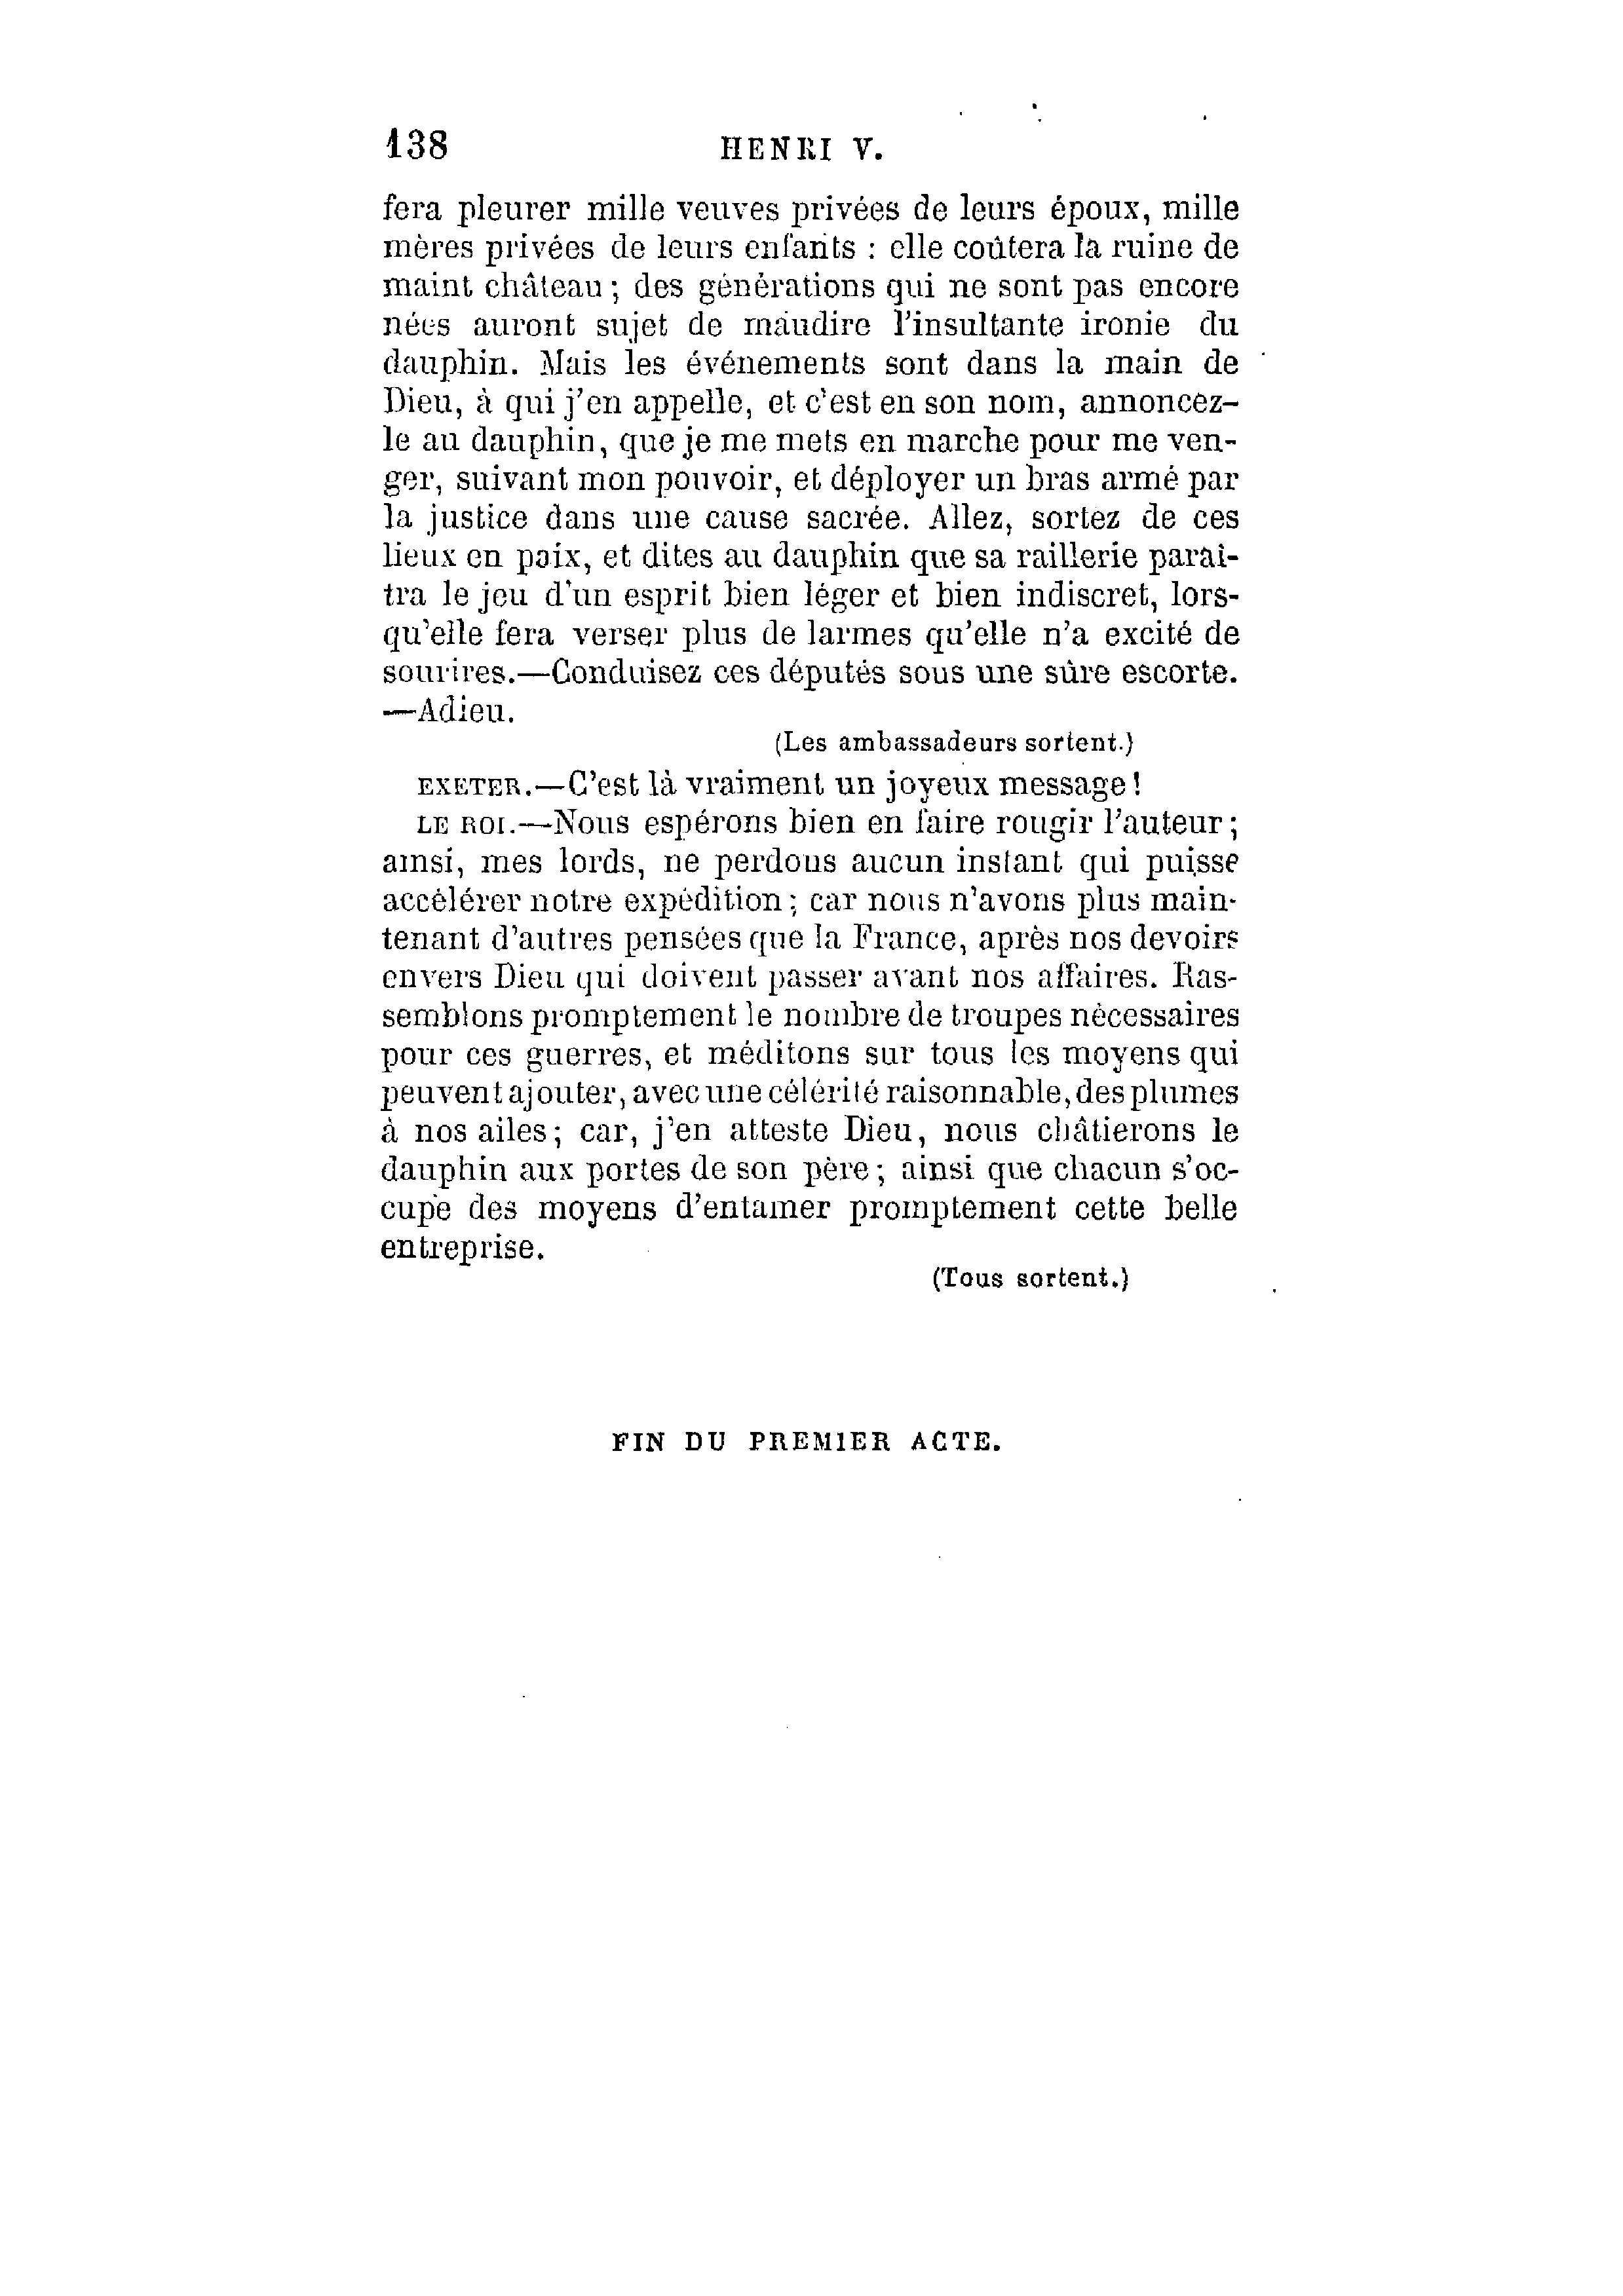 138 HENRI V.
fera pleurer mille veuves privées de leurs époux, mille
mères privées de leurs enfants : elle coûtera la ruine de
maint château ; des générations qui ne sont pas encore
nées auront sujet de maudire l'insultante ironie du
dauphin. Mais les événements sont dans la main de
Dieu, à qui j'en appelle, et c'est en son nom, annoncez-
le au dauphin, que je me mets en marche pour me ven-
ger, suivant mon pouvoir, et déployer un bras armé par
la justice dans une cause sacrée. Allez, sortez de ces
lieux en paix, et dites au dauphin que sa raillerie paraî-
tra le jeu d'un esprit bien léger et bien indiscret, lors-
qu'elle fera verser plus de larmes qu'elle n'a excité de
sourires.—Conduisez ces députés sous une sûre escorte.
—Adieu.
(Les ambassadeurs sortent.)
EXETER.—C'est là vraiment un joyeux message !
LE ROI.—Nous espérons bien en faire rougir l'auteur ;
ainsi, mes lords, ne perdons aucun instant qui puisse
accélérer notre expédition ; car nous n'avons plus main-
tenant d'autres pensées que la France, après nos devoirs
envers Dieu qui doivent passer avant nos affaires. Ras-
semblons promptement le nombre de troupes nécessaires
pour ces guerres, et méditons sur tous les moyens qui
peuvent ajouter, avec une célérité raisonnable, des plumes
à nos ailes ; car, j'en atteste Dieu, nous châtierons le
dauphin aux portes de son père ; ainsi que chacun s'oc-
cupe des moyens d'entamer promptement cette belle
entreprise.
(Tous sortent.)
FIN DU PREMIER ACTE.